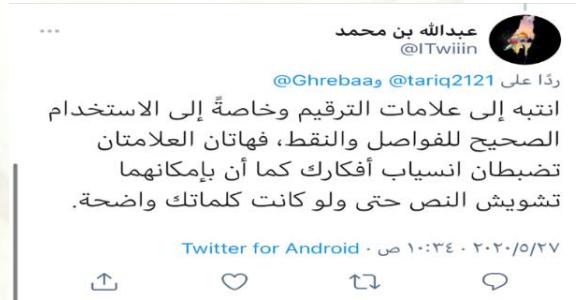 عبدالله بن محمد
@ITwiiin
ردًا على @tariq2121 و@Ghrebaa
انتبه إلى علامات الترقيم وخاصةً إلى الاستخدام
الصحيح للفواصل والنقط، فهاتان العلامتان
تضبطان انسياب أفكارك كما أن بإمكانهما
تشويش النص حتى ولو كانت كلماتك واضحة.
٢٠٢٠/٥/٢٧ · ١٠:٣٤ ص · Twitter for Android